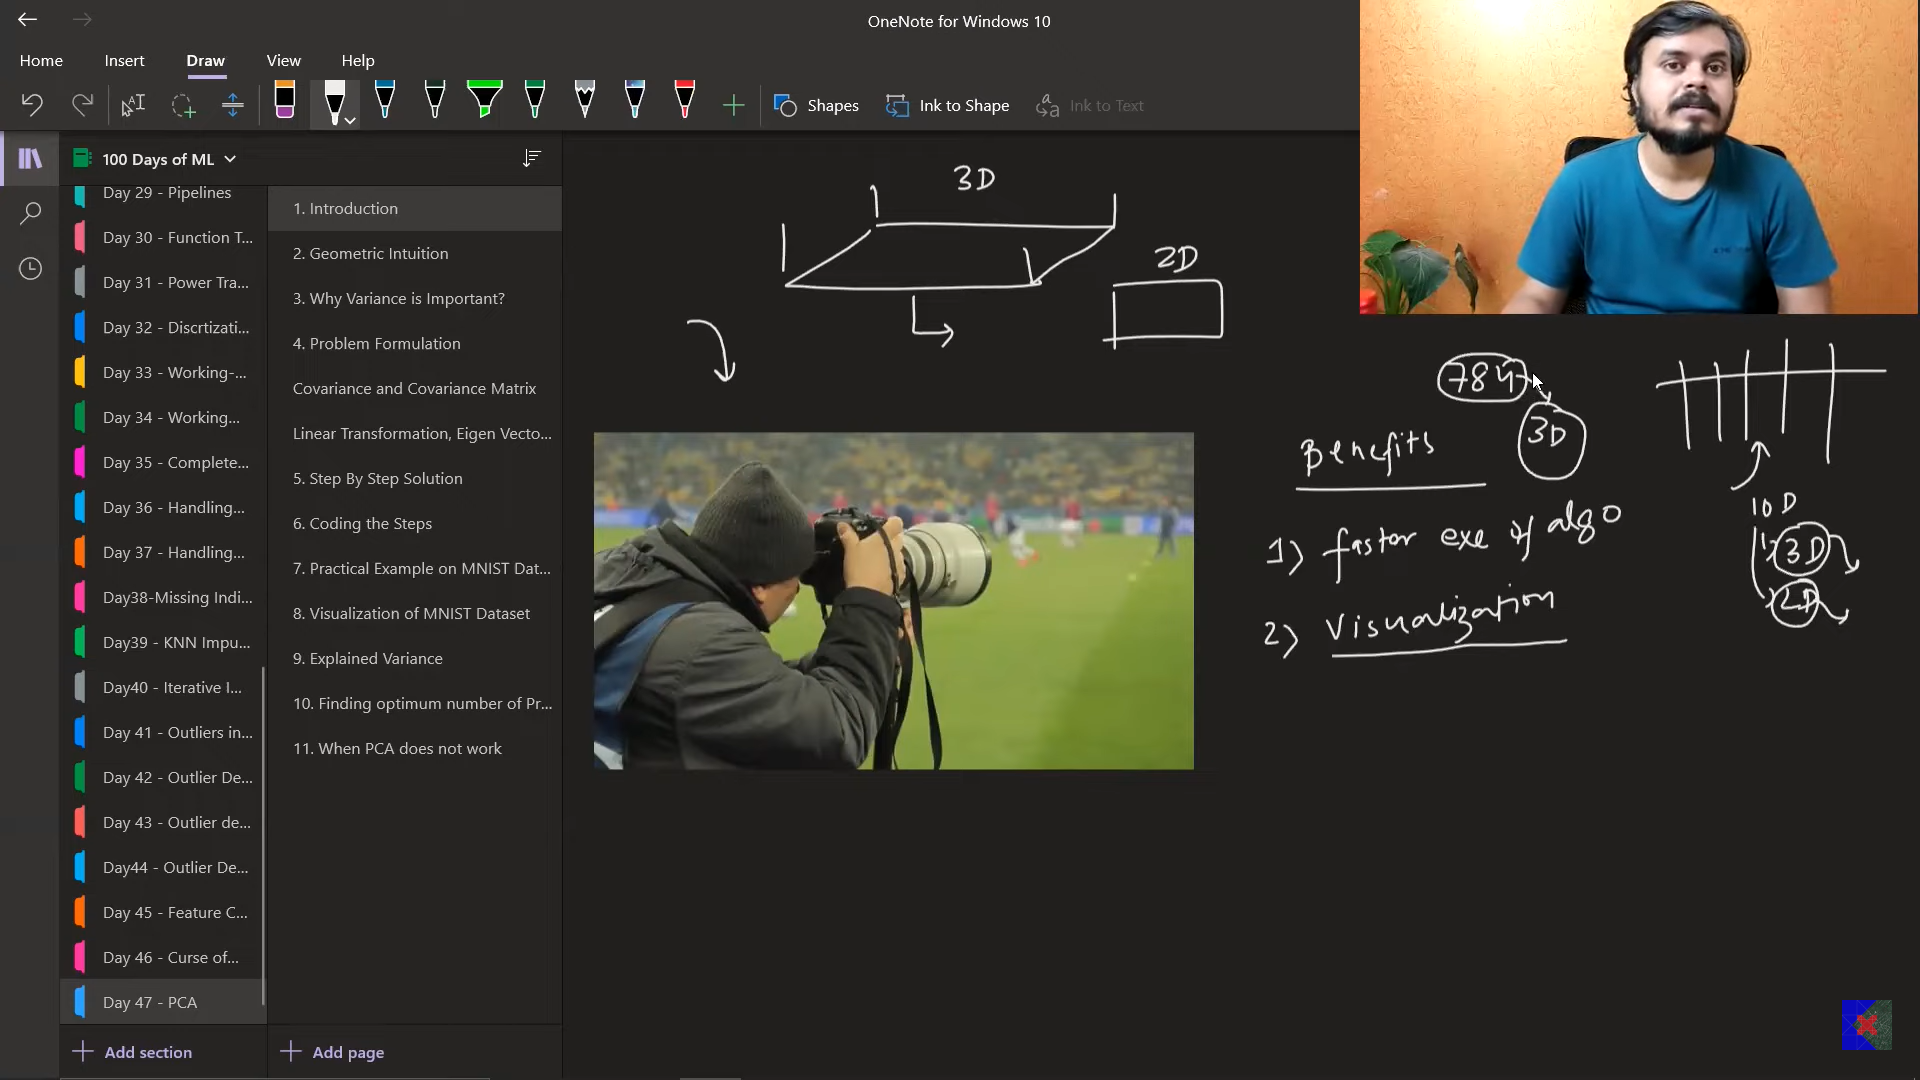 OneNote for Windows 10
Home Insert Draw View Help
Shapes Ink to Shape Ink to Text
100 Days of ML
Day 29 - Pipelines
Day 30 - Function T...
Day 31 - Power Tra...
Day 32 - Discrtizati...
Day 33 - Working-...
Day 34 - Working...
Day 35 - Complete...
Day 36 - Handling...
Day 37 - Handling...
Day38-Missing Indi...
Day39 - KNN Impu...
Day40 - Iterative I...
Day 41 - Outliers in...
Day 42 - Outlier De...
Day 43 - Outlier de...
Day44 - Outlier De...
Day 45 - Feature C...
Day 46 - Curse of...
Day 47 - PCA
Add section
1. Introduction
2. Geometric Intuition
3. Why Variance is Important?
4. Problem Formulation
Covariance and Covariance Matrix
Linear Transformation, Eigen Vecto...
5. Step By Step Solution
6. Coding the Steps
7. Practical Example on MNIST Dat...
8. Visualization of MNIST Dataset
9. Explained Variance
10. Finding optimum number of Pr...
11. When PCA does not work
Add page
3D
2D
784
3D
Benefits
1) faster exe of algo
2) Visualization
10D
3D
2D